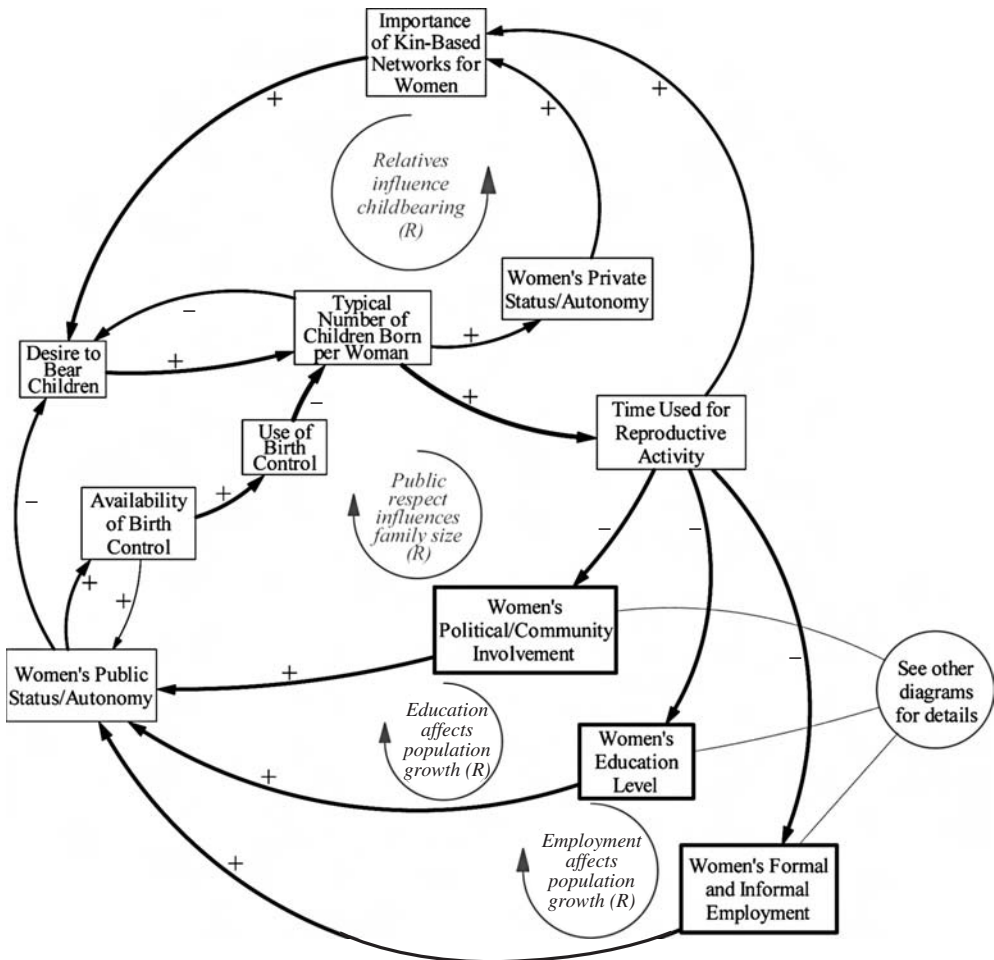 Importance
of Kin-Based
Networks for
Women
+
+
+
Relatives
influence
childbearing
(R)
Women's Private
Status/Autonomy
Typical
Number of
Children Born
per Woman
−
+
+
Desire to
Bear
Children
+
−
Time Used for
Reproductive
Activity
Use of
Birth
Control
Public
respect
influences
family size
(R)
−
+
Availability
of Birth
Control
−
−
−
+
+
Women's
Political/Community
Involvement
+
Women's Public
Status/Autonomy
See other
diagrams
for details
Education
affects
population
growth (R)
Women's
Education
Level
+
Employment
affects
population
growth (R)
+
Women's Formal
and Informal
Employment